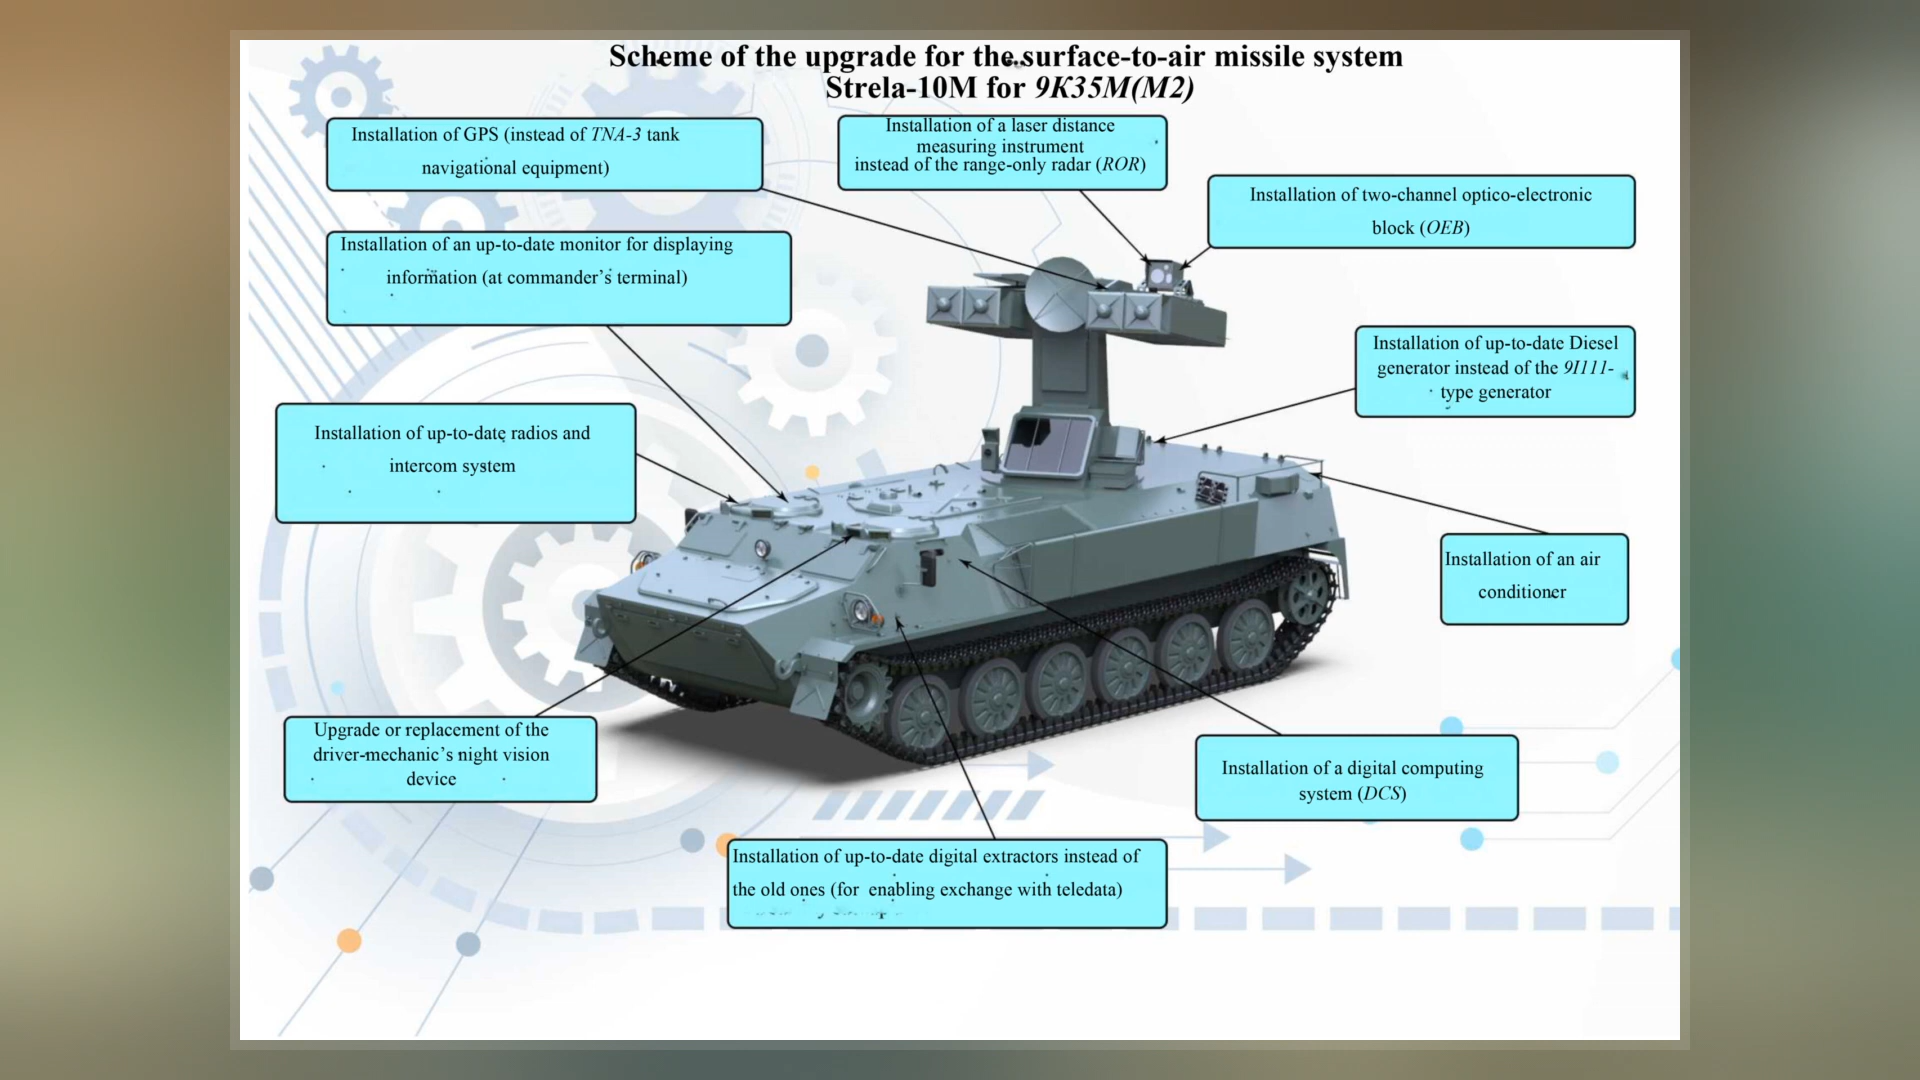 Scheme of the upgrade for the surface-to-air missile system
Strela-10M for 9K35M(M2)
Installation of GPS (instead of TNA-3 tank
navigational equipment)
Installation of a laser distance
measuring instrument
instead of the range-only radar (ROR)
Installation of two-channel optico-electronic
block (OEB)
Installation of an up-to-date monitor for displaying
information (at commander's terminal)
Installation of up-to-date Diesel
generator instead of the 9I111-
type generator
Installation of up-to-date radios and
intercom system
Installation of an air
conditioner
Upgrade or replacement of the
driver-mechanic's night vision
device
Installation of a digital computing
system (DCS)
Installation of up-to-date digital extractors instead of
the old ones (for enabling exchange with teledata)